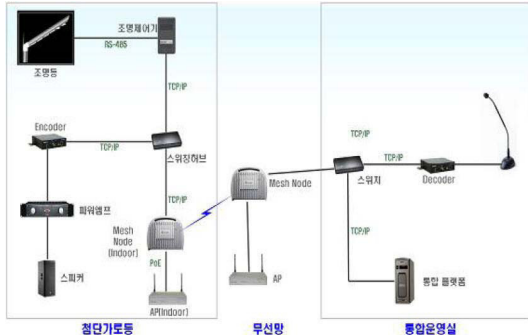 조명제어기
RS-485
조명등
TCP/IP
TCP/IP
Encoder
TCP/IP
TCP/IP
TCP/IP
스위칭허브
스위치
Decoder
Mesh Node
TCP/IP
파워앰프
Mesh
Node
(Indoor)
TCP/IP
PoE
스피커
AP(Indoor)
AP
통합 플랫폼
첨단가로등
무선망
통합운영실